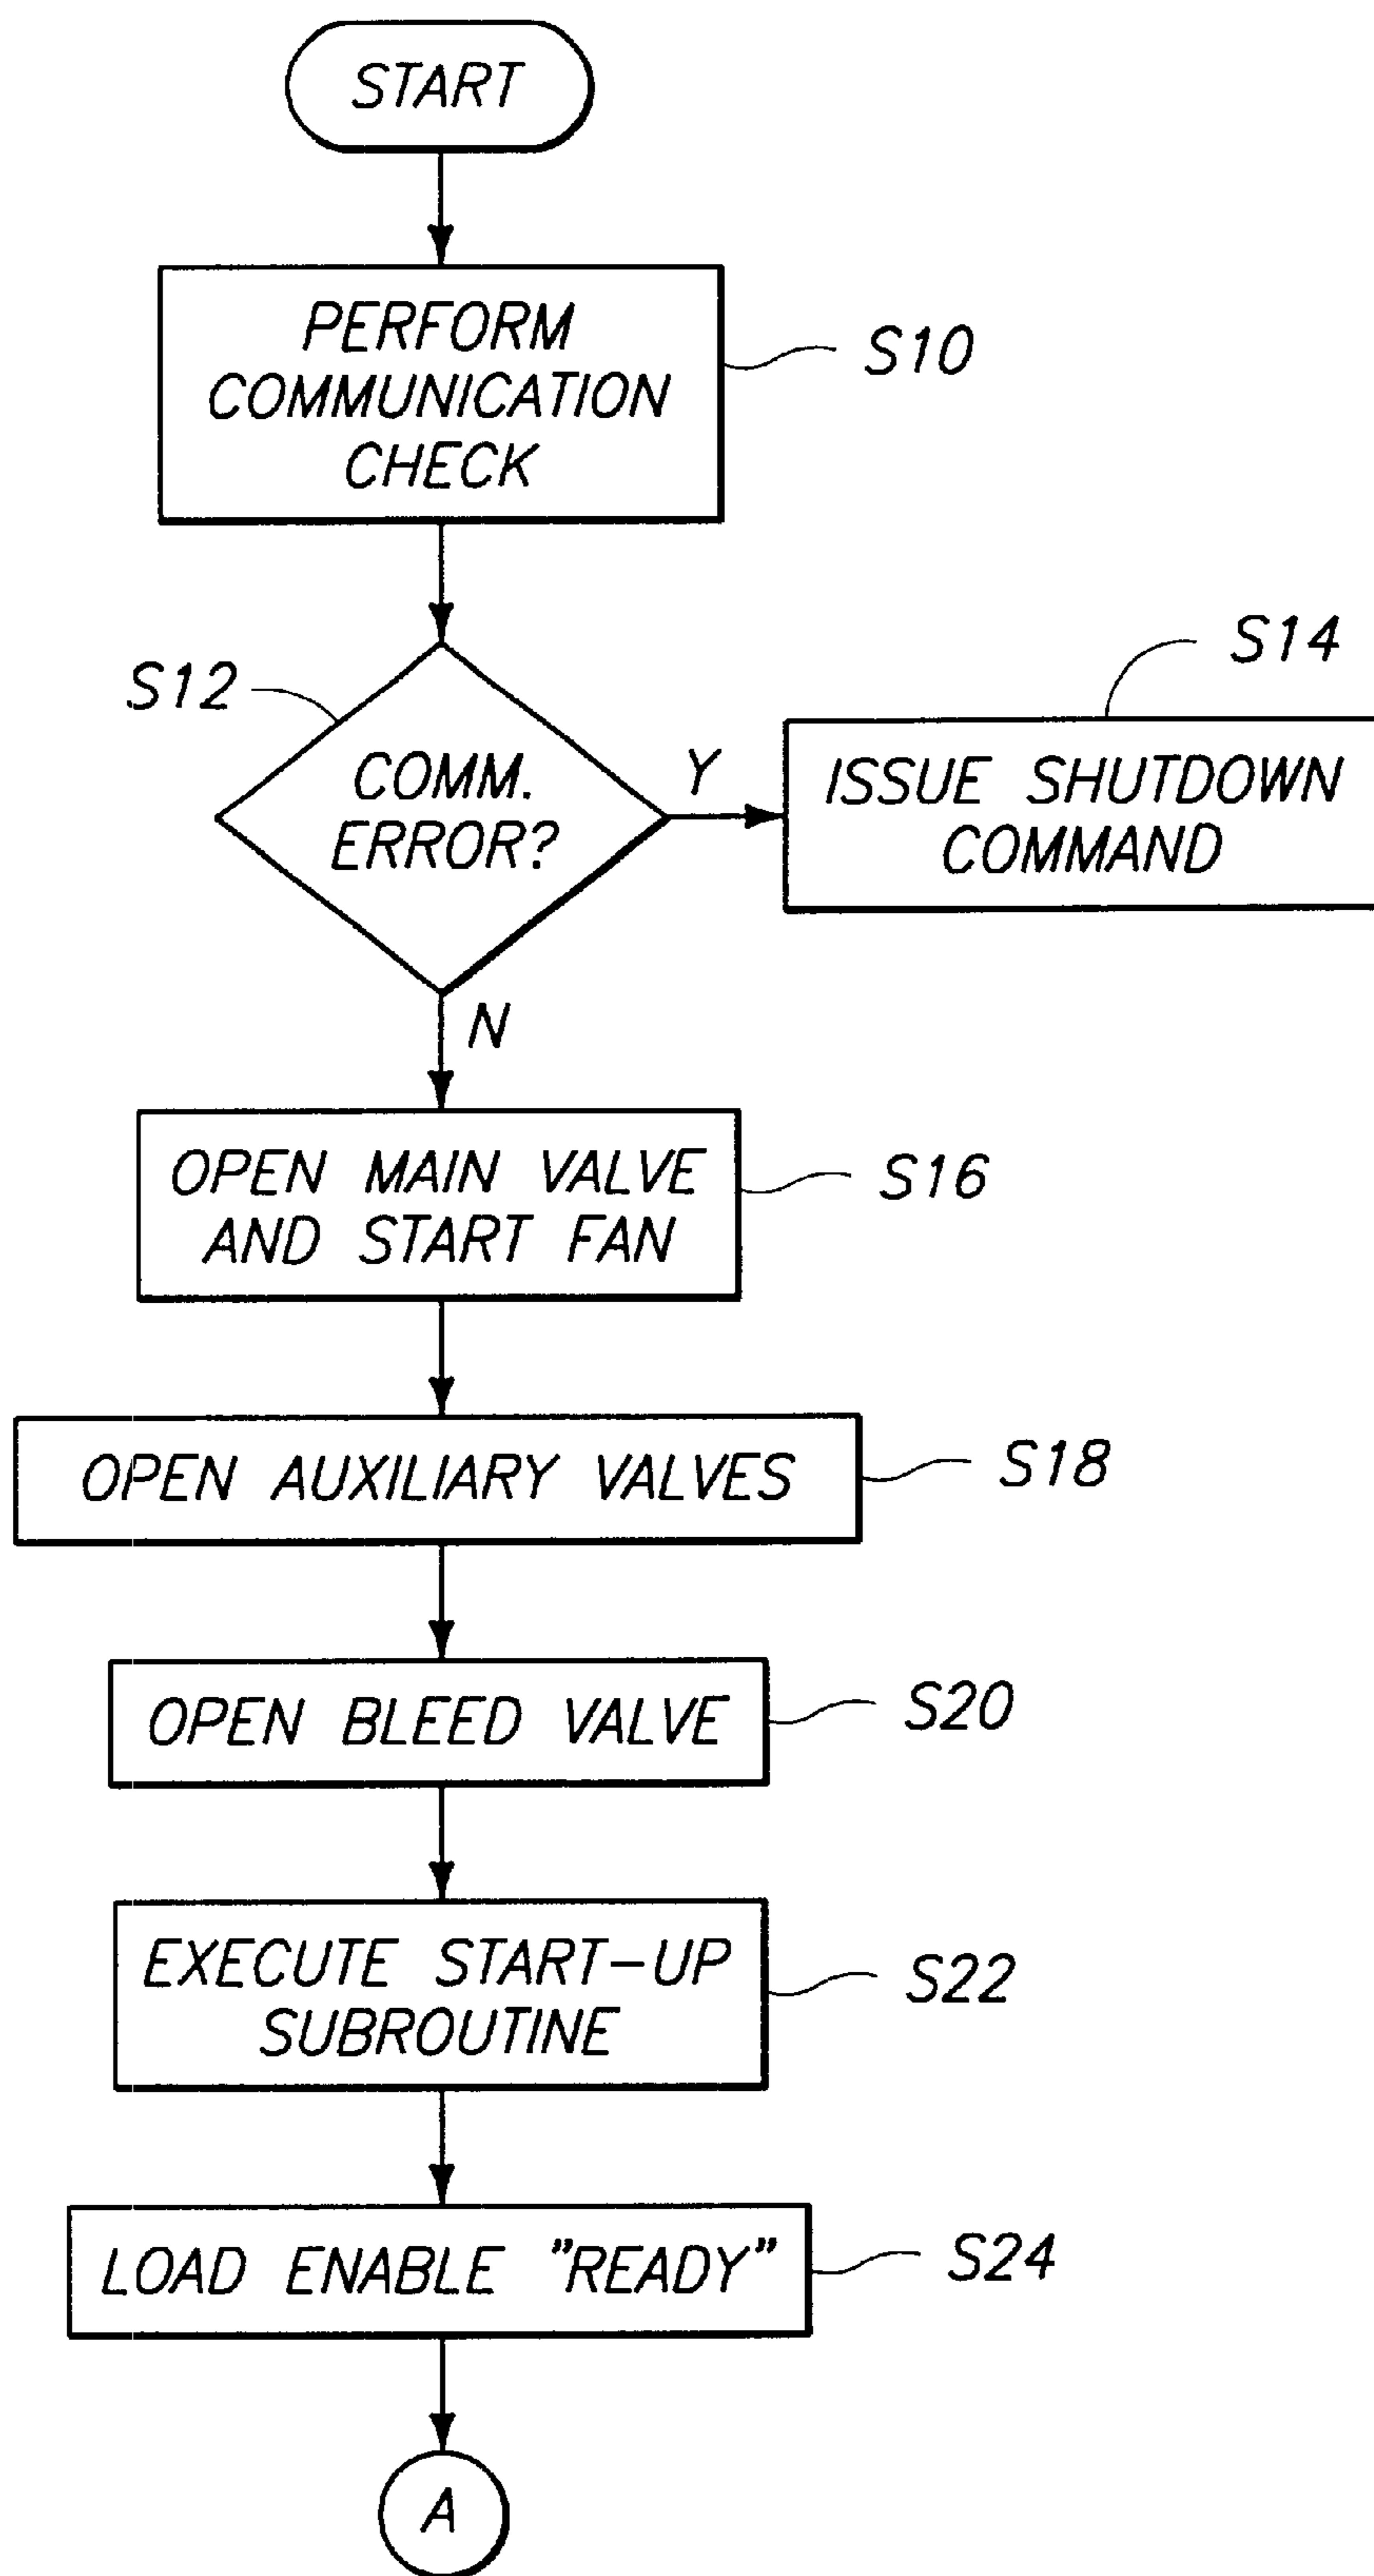 START
PERFORM
COMMUNICATION
CHECK
S10
S12
COMM.
ERROR?
Y
S14
ISSUE SHUTDOWN
COMMAND
N
OPEN MAIN VALVE
AND START FAN
S16
OPEN AUXILIARY VALVES
S18
OPEN BLEED VALVE
S20
EXECUTE START-UP
SUBROUTINE
S22
LOAD ENABLE "READY"
S24
A